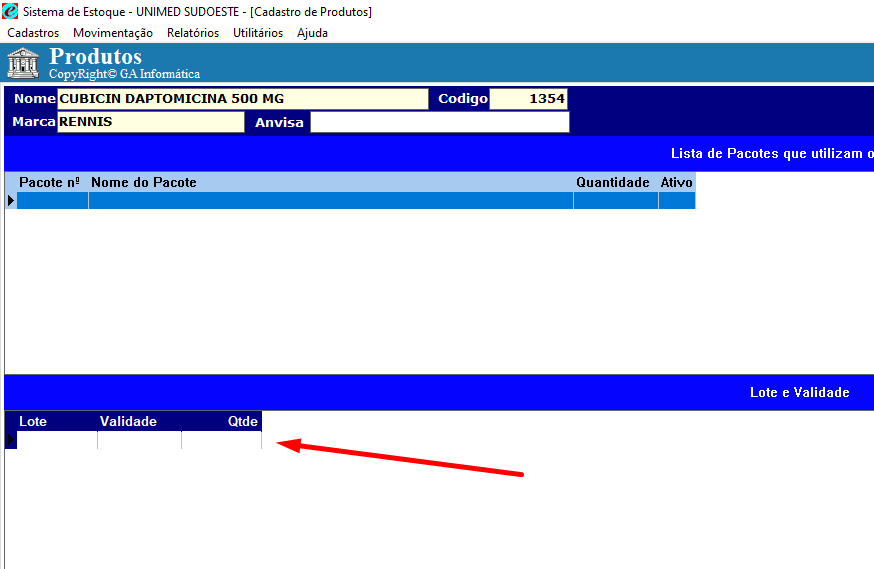 Sistema de Estoque - UNIMED SUDOESTE - [Cadastro de Produtos]
Cadastros Movimentação Relatórios Utilitários Ajuda
Produtos
CopyRight© GA Informática
Nome CUBICIN DAPTOMICINA 500 MG Codigo 1354
Marca RENNIS Anvisa
Lista de Pacotes que utilizam o
Pacote nº Nome do Pacote Quantidade Ativo
Lote e Validade
Lote Validade Qtde